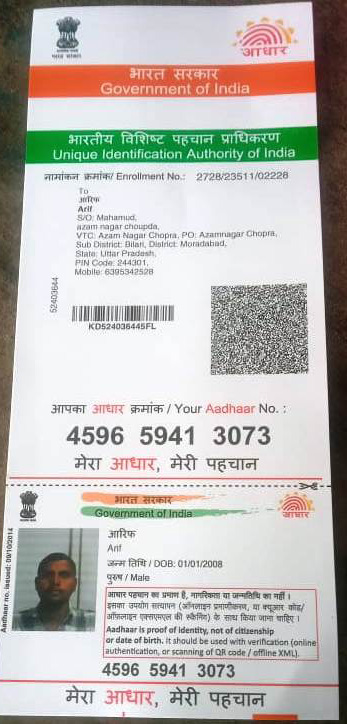 भारत सरकार
आधार
भारत सरकार
Government of India
भारतीय विशिष्ट पहचान प्राधिकरण
Unique Identification Authority of India
नामांकन क्रमांक/ Enrollment No.: 2728/23511/02228
To
आरिफ
Arif
S/O: Mahamud,
azam nagar choupda,
VTC: Azam Nagar Chopra, PO: Azamnagar Chopra,
Sub District: Bilari, District: Moradabad,
State: Uttar Pradesh,
PIN Code: 244301,
Mobile: 6395342528
52403644
KD524036445FL
आपका आधार क्रमांक / Your Aadhaar No. :
4596 5941 3073
मेरा आधार, मेरी पहचान
भारत सरकार
Government of India
आधार
Aadhaar no. issued: 09/10/2014
आरिफ
Arif
जन्म तिथि / DOB: 01/01/2008
पुरुष / Male
आधार पहचान का प्रमाण है, नागरिकता या जन्मतिथि का नहीं ।
इसका उपयोग सत्यापन (ऑनलाइन प्रमाणीकरण, या क्यूआर कोड/
ऑफ़लाइन एक्सएमएल की स्कैनिंग) के साथ किया जाना चाहिए ।
Aadhaar is proof of identity, not of citizenship
or date of birth. It should be used with verification (online
authentication, or scanning of QR code / offline XML).
4596 5941 3073
मेरा आधार, मेरी पहचान